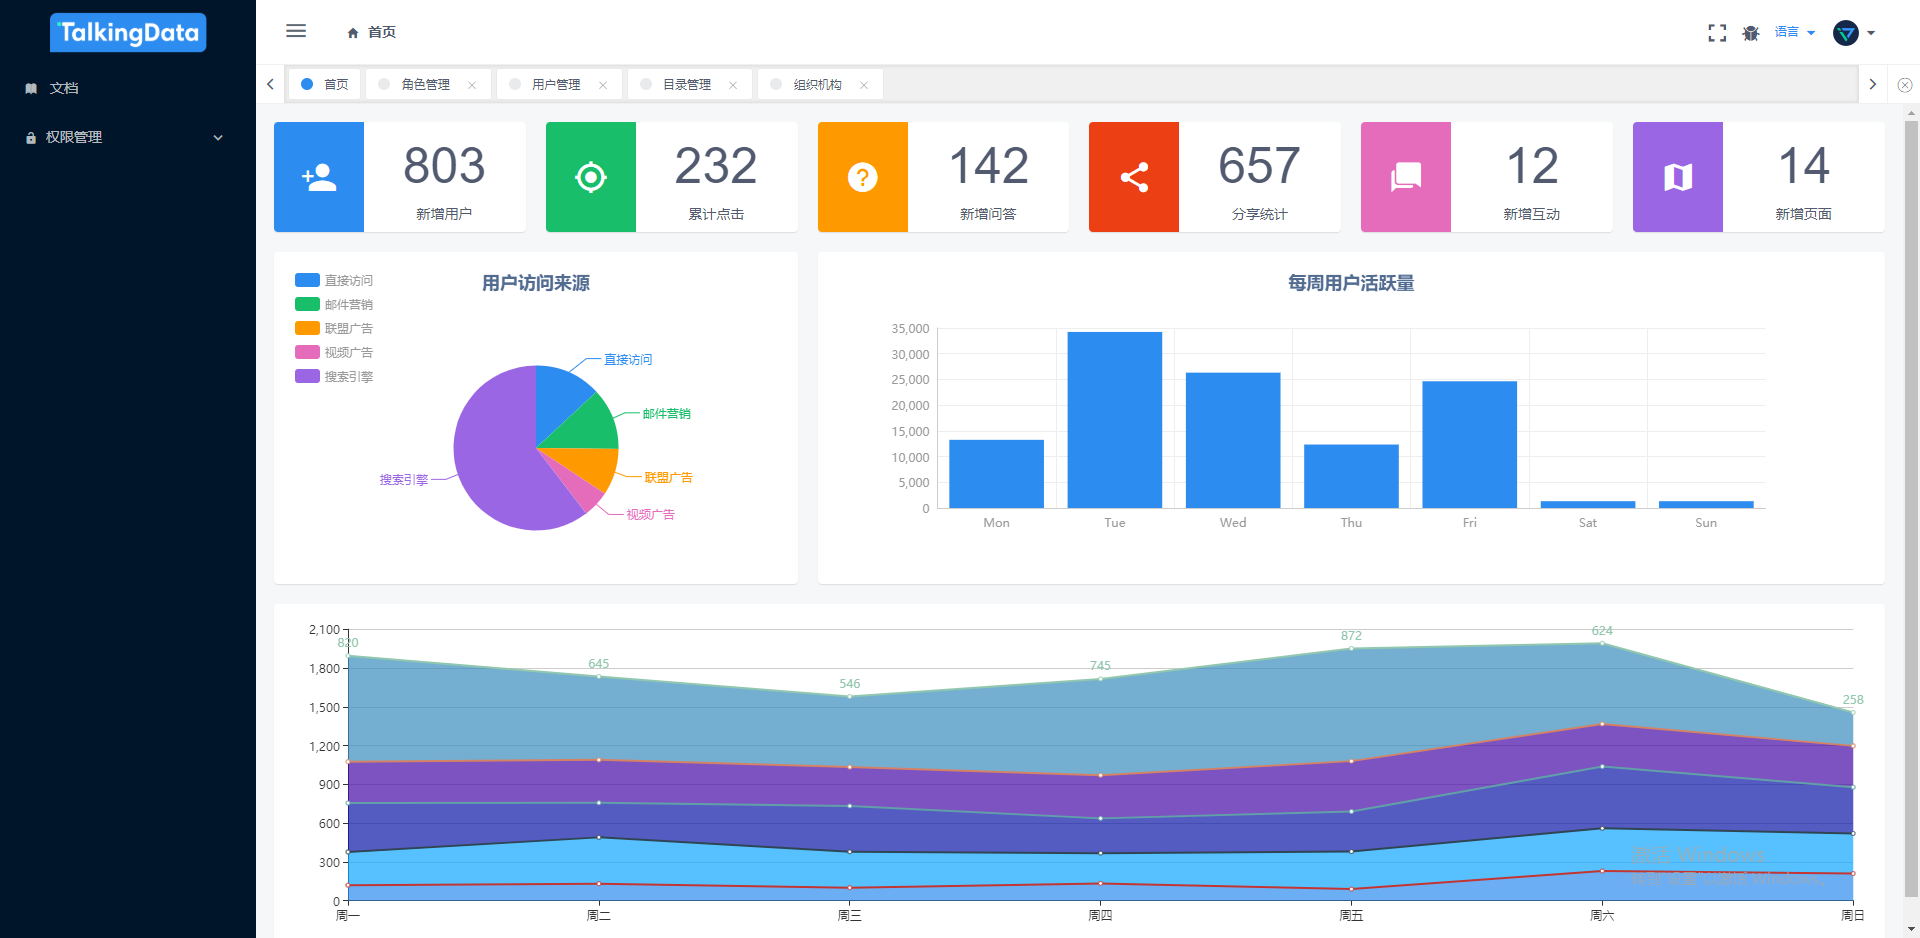 TalkingData
文档
权限管理
首页
语言
首页
角色管理
用户管理
目录管理
组织机构
803
新增用户
232
累计点击
142
新增问答
657
分享统计
12
新增互动
14
新增页面
用户访问来源
直接访问
邮件营销
联盟广告
视频广告
搜索引擎
直接访问
邮件营销
联盟广告
视频广告
搜索引擎
每周用户活跃量
35,000
30,000
25,000
20,000
15,000
10,000
5,000
0
Mon Tue Wed Thu Fri Sat Sun
2,100
1,800
1,500
1,200
900
600
300
0
820 645 546 745 872 624 258
周一 周二 周三 周四 周五 周六 周日
激活 Windows